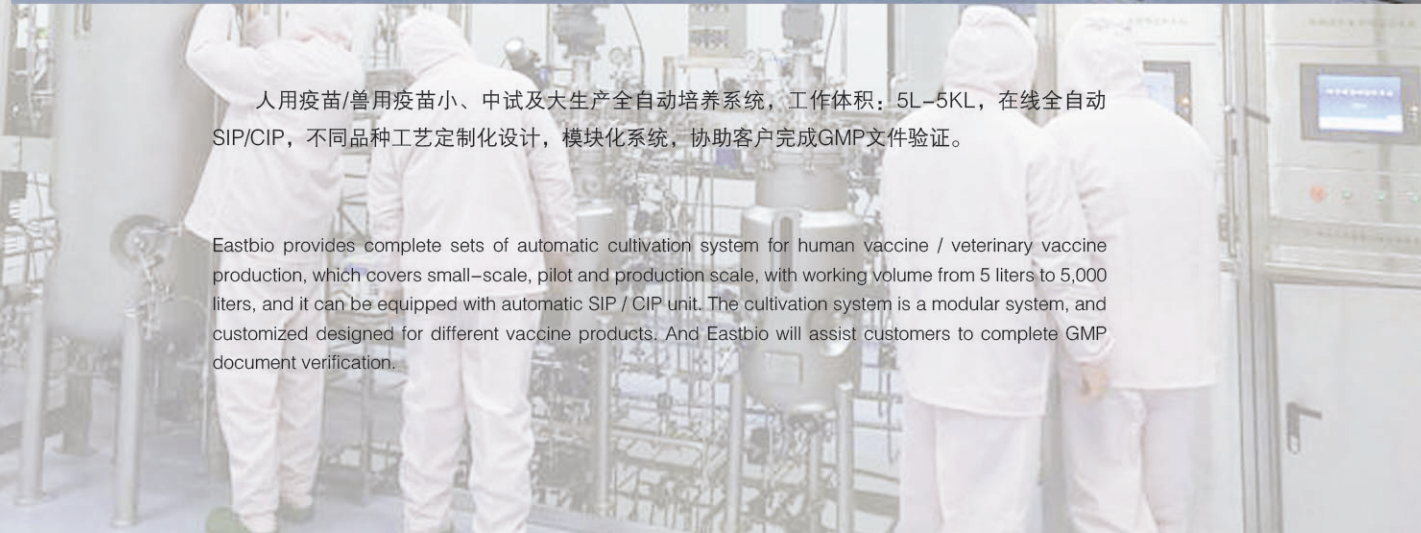 人用疫苗/兽用疫苗小、中试及大生产全自动培养系统，工作体积：5L-5KL，在线全自动
SIP/CIP，不同品种工艺定制化设计，模块化系统，协助客户完成GMP文件验证。
Eastbio provides complete sets of automatic cultivation system for human vaccine / veterinary vaccine
production, which covers small-scale, pilot and production scale, with working volume from 5 liters to 5,000
liters, and it can be equipped with automatic SIP / CIP unit. The cultivation system is a modular system, and
customized designed for different vaccine products. And Eastbio will assist customers to complete GMP
document verification.